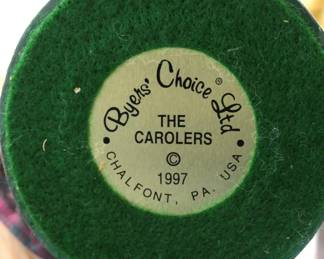 Byers' Choice® Ltd
THE
CAROLERS
©
1997
CHALFONT, PA. USA